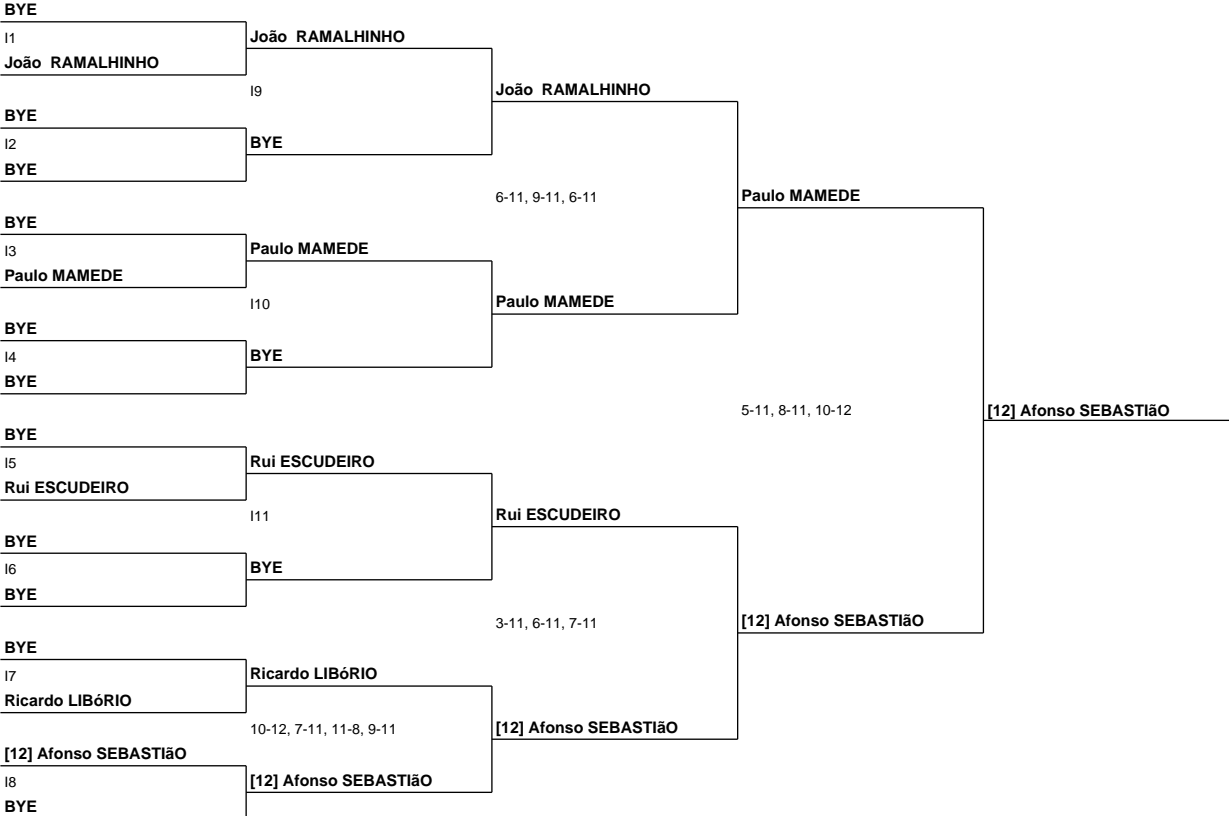 BYE
I1
João  RAMALHINHO
João  RAMALHINHO
I9
João  RAMALHINHO
BYE
I2
BYE
BYE
6-11, 9-11, 6-11
Paulo MAMEDE
BYE
I3
Paulo MAMEDE
Paulo MAMEDE
I10
Paulo MAMEDE
BYE
I4
BYE
BYE
5-11, 8-11, 10-12
[12] Afonso SEBASTIãO
BYE
I5
Rui ESCUDEIRO
Rui ESCUDEIRO
I11
Rui ESCUDEIRO
BYE
I6
BYE
BYE
3-11, 6-11, 7-11
[12] Afonso SEBASTIãO
BYE
I7
Ricardo LIBóRIO
Ricardo LIBóRIO
10-12, 7-11, 11-8, 9-11
[12] Afonso SEBASTIãO
[12] Afonso SEBASTIãO
I8
[12] Afonso SEBASTIãO
BYE